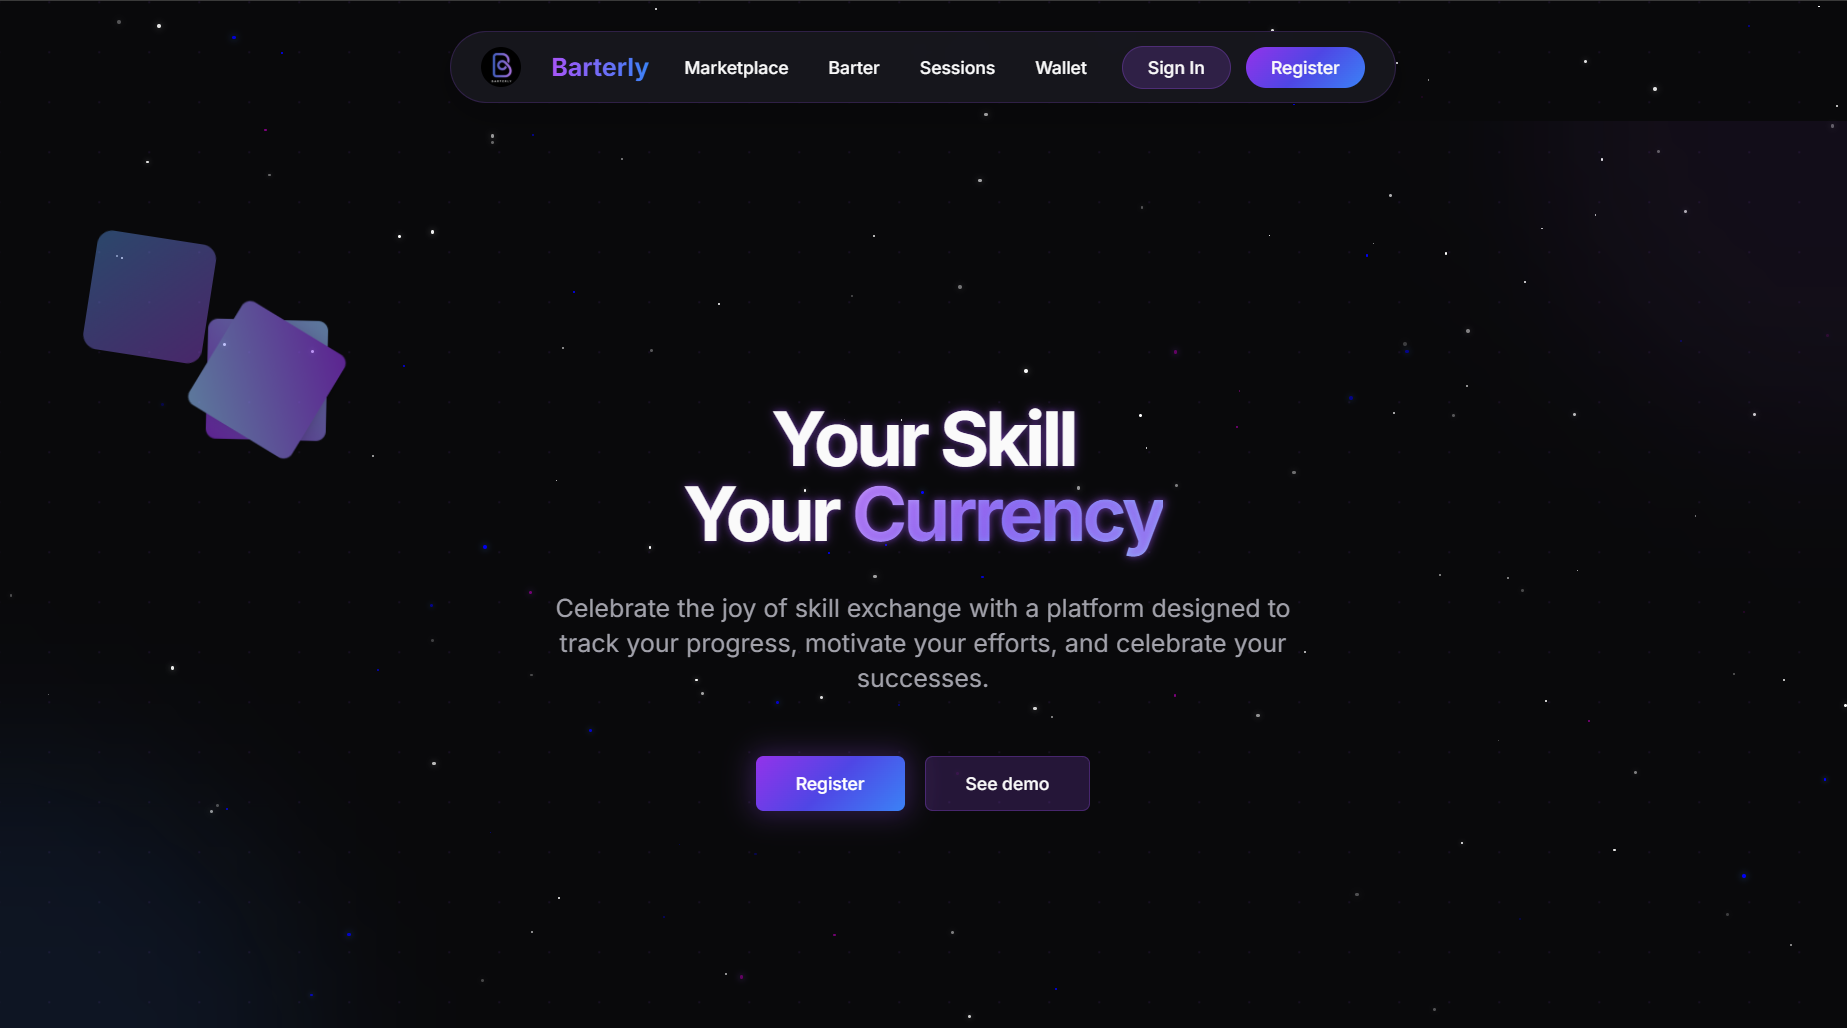 Barterly Marketplace Barter Sessions Wallet Sign In Register
Your Skill
Your Currency
Celebrate the joy of skill exchange with a platform designed to
track your progress, motivate your efforts, and celebrate your
successes.
Register See demo